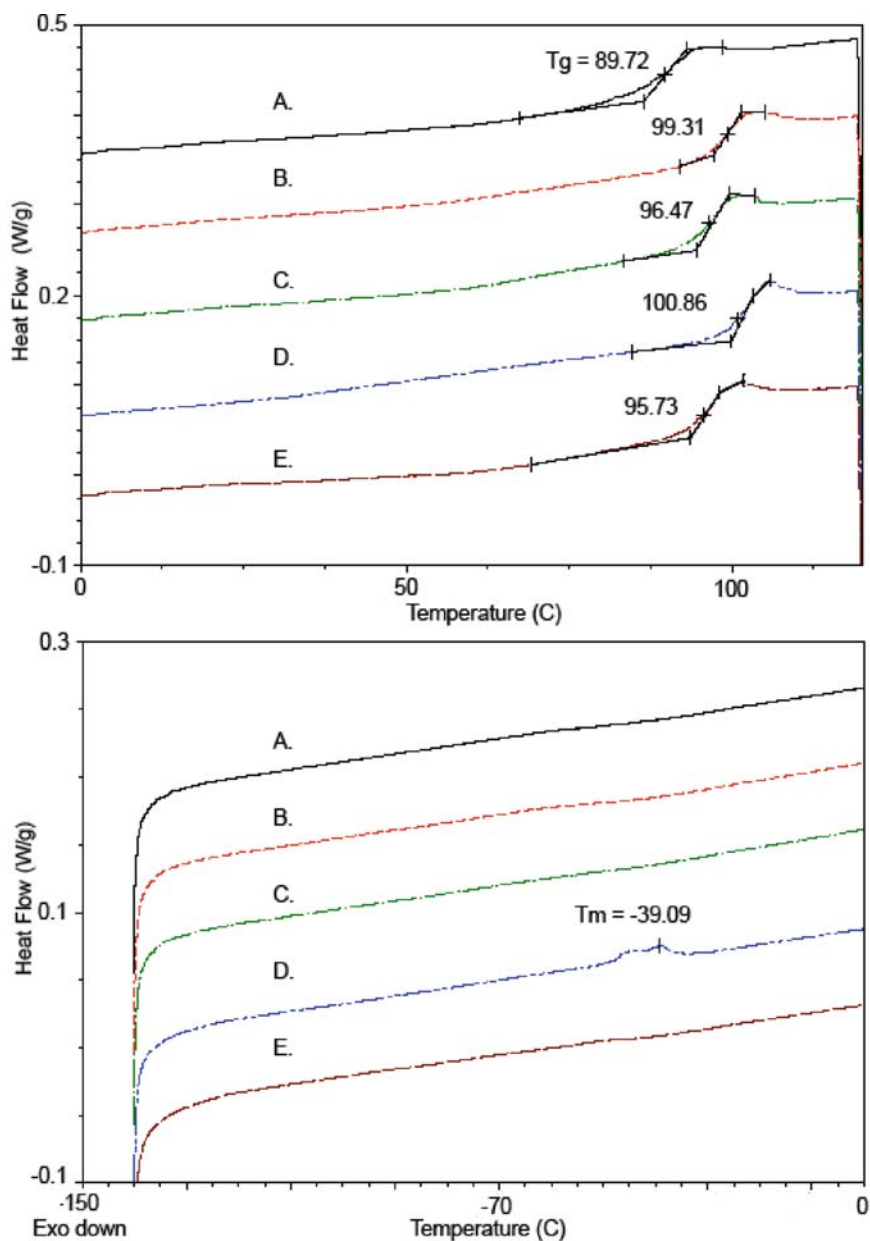 0.5
Tg = 89.72
A.
99.31
B.
96.47
C.
Heat Flow (W/g)
0.2
100.86
D.
95.73
E.
-0.1
0
50
100
Temperature (C)
0.3
A.
B.
Heat Flow (W/g)
C.
0.1
Tm = -39.09
D.
E.
-0.1
-150
-70
0
Exo down
Temperature (C)